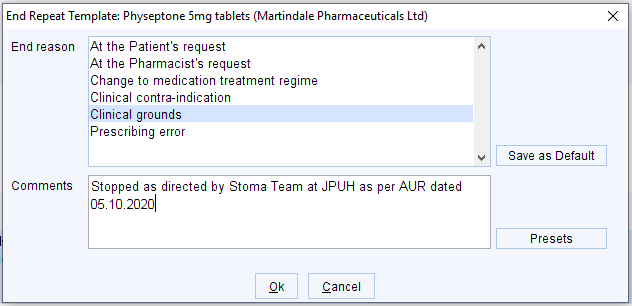 End Repeat Template: Physeptone 5mg tablets (Martindale Pharmaceuticals Ltd)
End reason
At the Patient's request
At the Pharmacist's request
Change to medication treatment regime
Clinical contra-indication
Clinical grounds
Prescribing error
Save as Default
Comments
Stopped as directed by Stoma Team at JPUH as per AUR dated
05.10.2020
Presets
Ok
Cancel